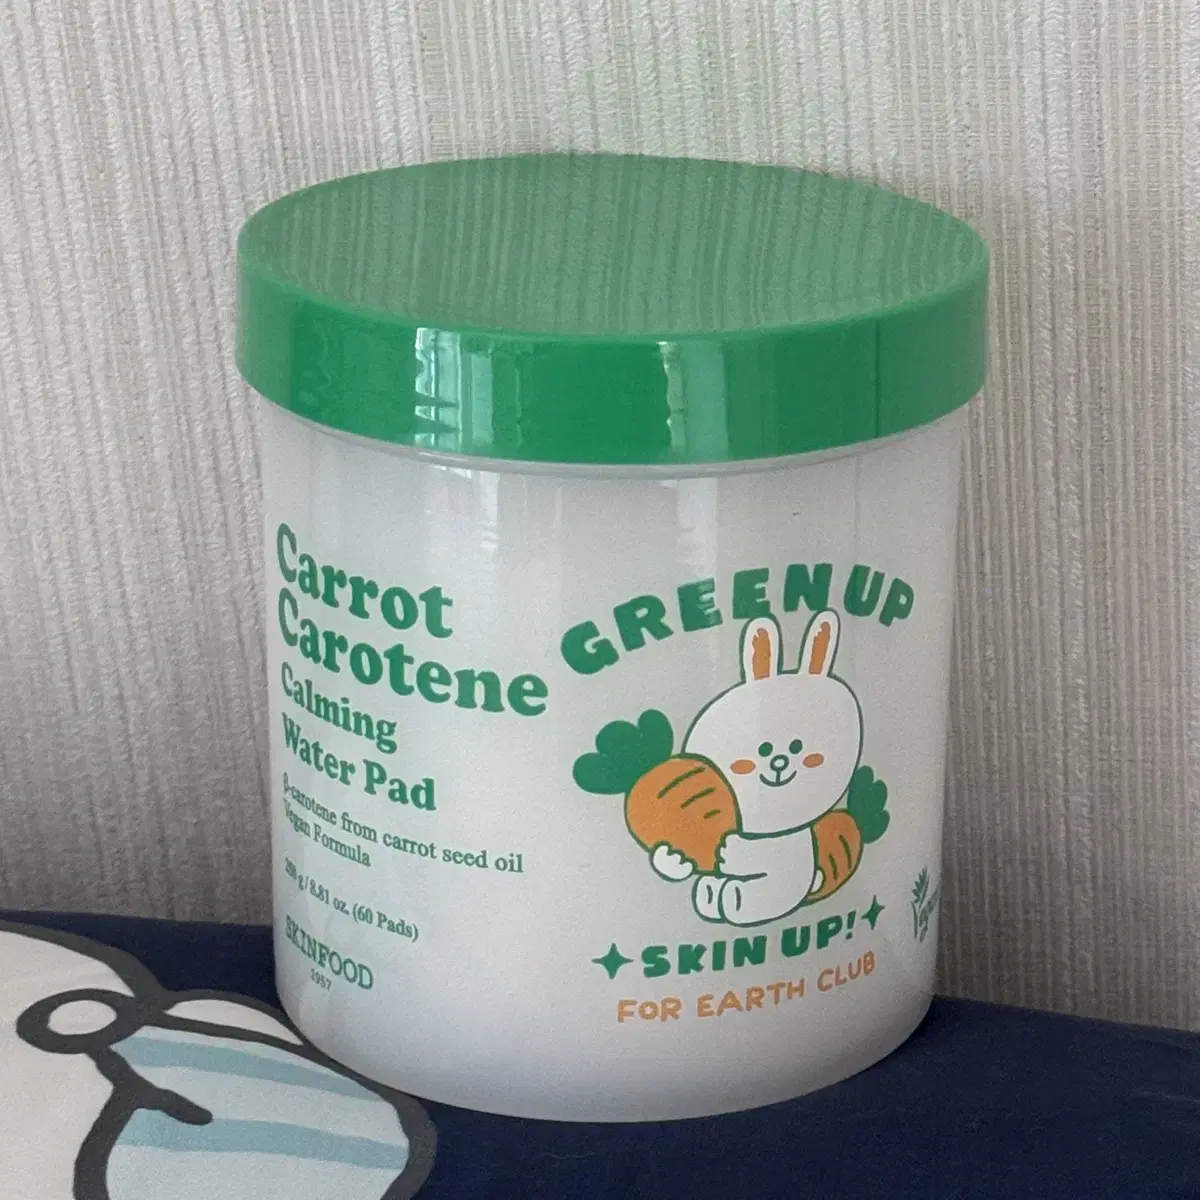 Carrot
Carotene
Calming
Water Pad
β-carotene from carrot seed oil
Vegan Formula
250 g / 8.81 oz. (60 Pads)
SKINFOOD
1957
GREEN UP
SKIN UP!
FOR EARTH CLUB